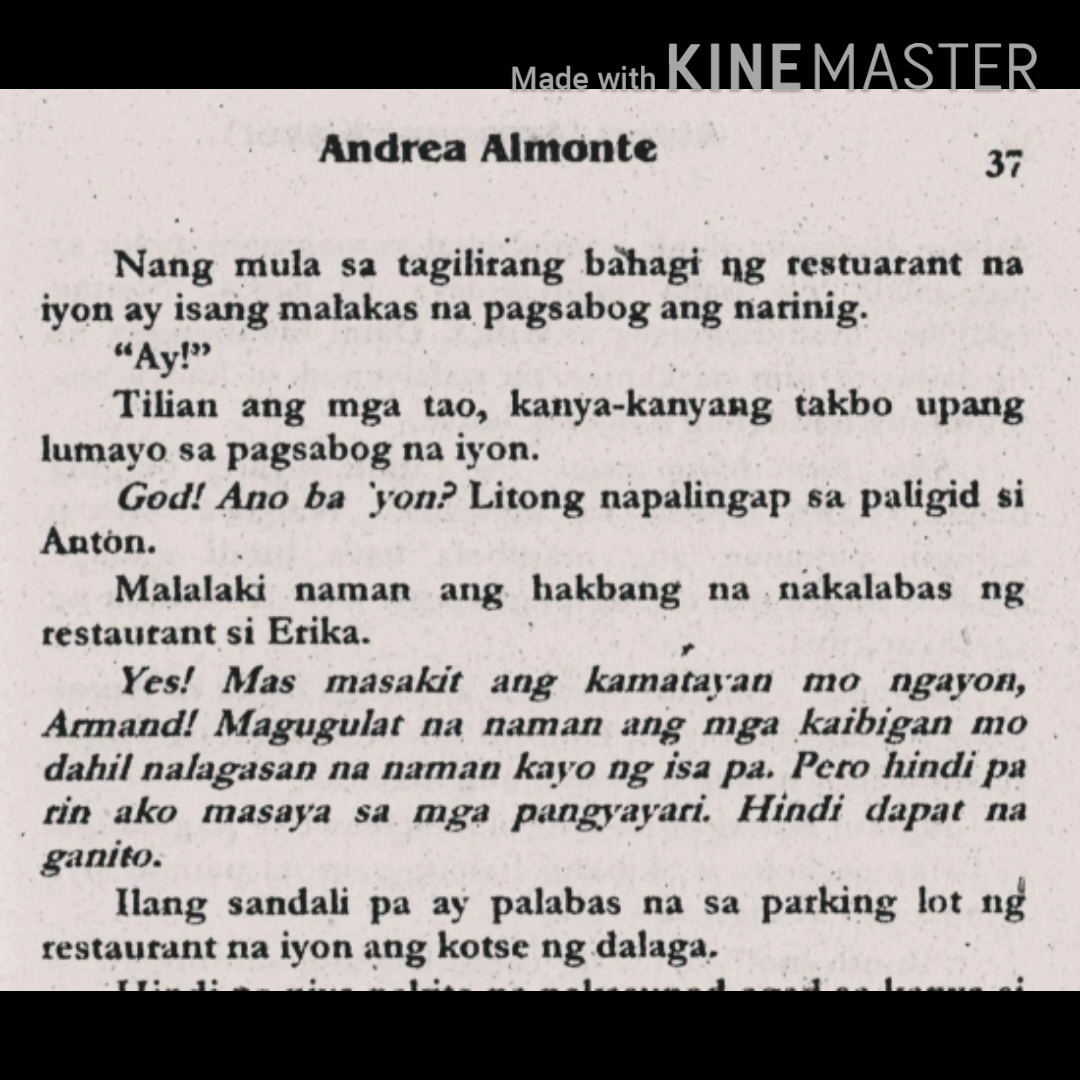 Made with KINEMASTER
Andrea Almonte
37
Nang mula sa tagilirang bahagi ng restuarant na
iyon ay isang malakas na pagsabog ang narinig.
“Ay!”
Tilian ang mga tao, kanya-kanyang takbo upang
lumayo sa pagsabog na iyon.
God! Ano ba 'yon? Litong napalingap sa paligid si
Anton.
Malalaki naman ang hakbang na nakalabas ng
restaurant si Erika.
Yes! Mas masakit ang kamatayan mo ngayon,
Armand! Magugulat na naman ang mga kaibigan mo
dahil nalagasan na naman kayo ng isa pa. Pero hindi pa
rin ako masaya sa mga pangyayari. Hindi dapat na
ganito.
Ilang sandali pa ay palabas na sa parking lot ng
restaurant na iyon ang kotse ng dalaga.